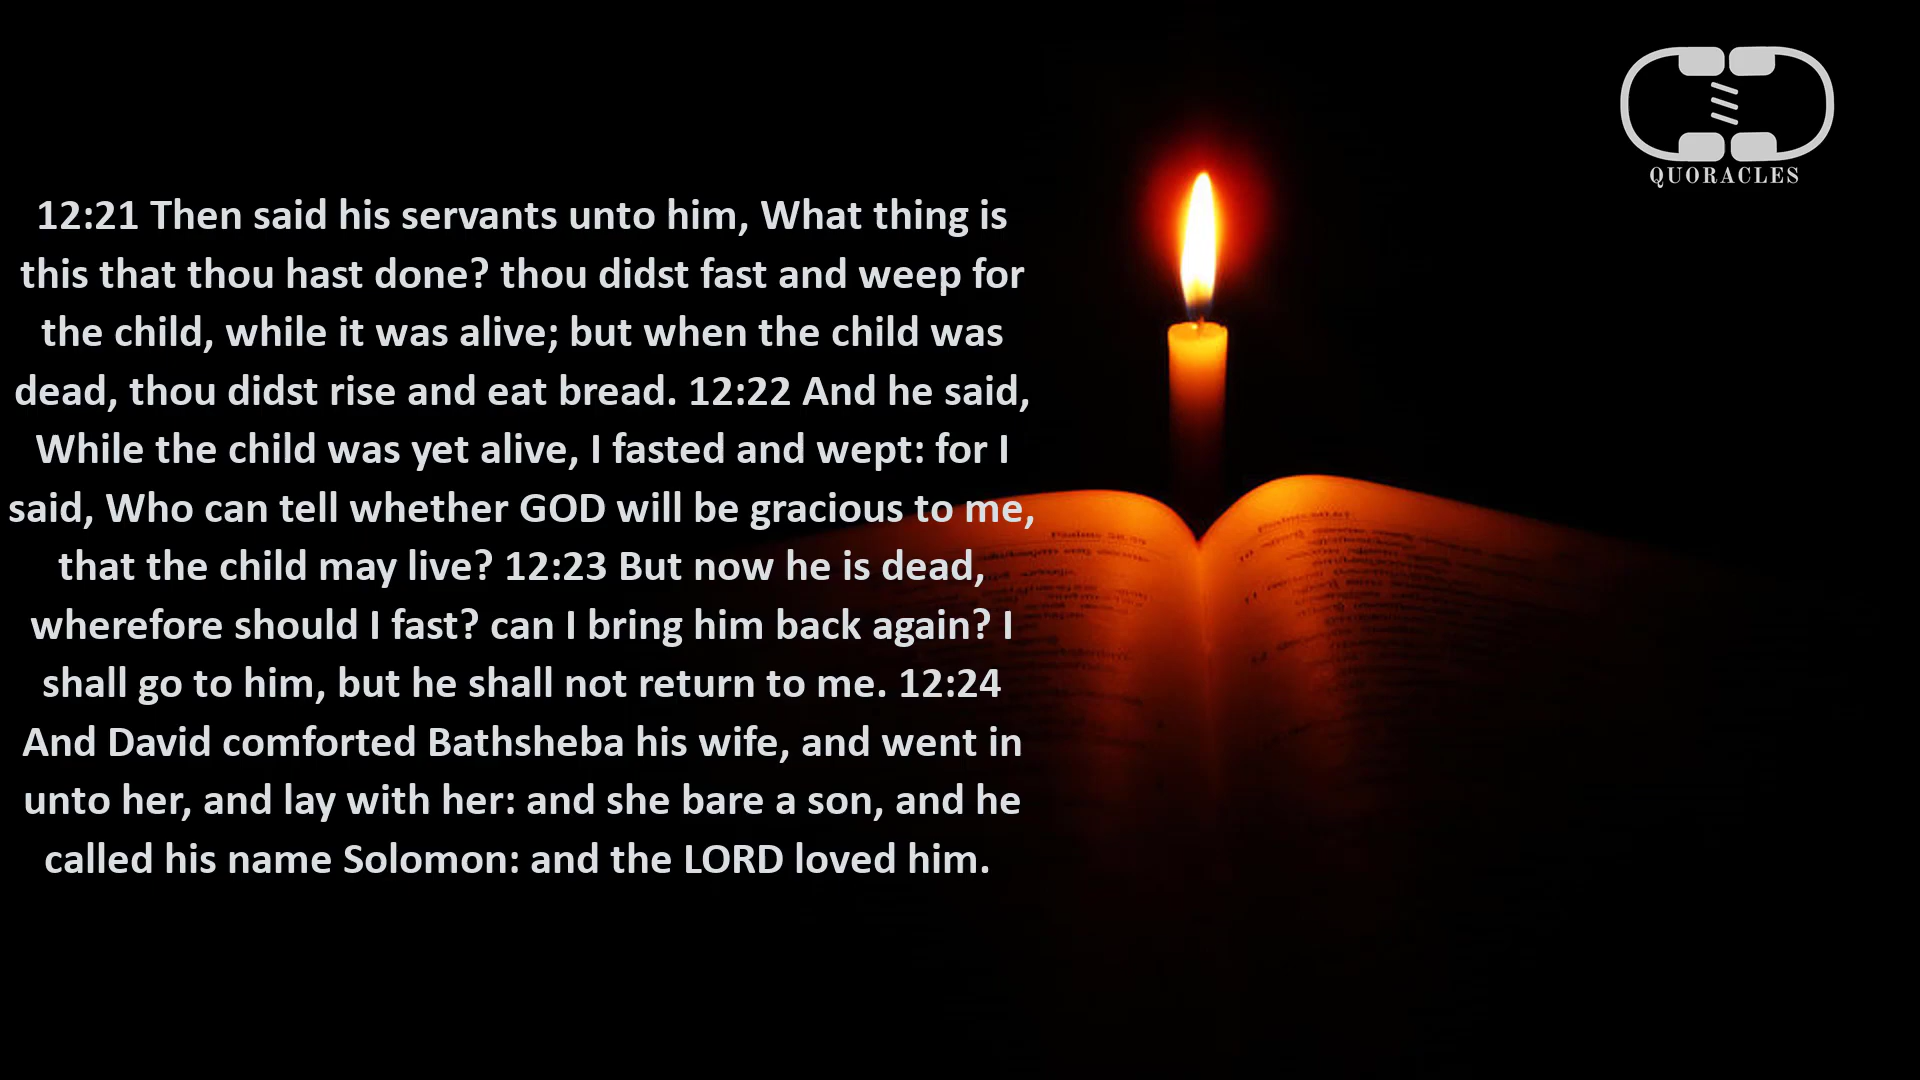 12:21 Then said his servants unto him, What thing is
this that thou hast done? thou didst fast and weep for
the child, while it was alive; but when the child was
dead, thou didst rise and eat bread. 12:22 And he said,
While the child was yet alive, I fasted and wept: for I
said, Who can tell whether GOD will be gracious to me,
that the child may live? 12:23 But now he is dead,
wherefore should I fast? can I bring him back again? I
shall go to him, but he shall not return to me. 12:24
And David comforted Bathsheba his wife, and went in
unto her, and lay with her: and she bare a son, and he
called his name Solomon: and the LORD loved him.
QUORACLES